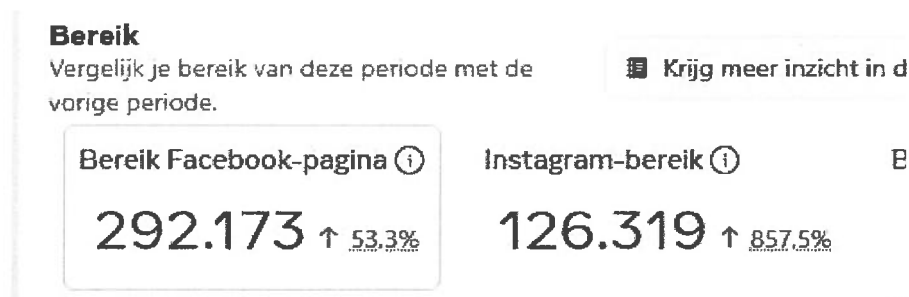 Bereik
Vergelijk je bereik van deze periode met de
vorige periode.
Krijg meer inzicht in d
Bereik Facebook-pagina
292.173 ↑ 53,3%
Instagram-bereik
126.319 ↑ 857,5%
B